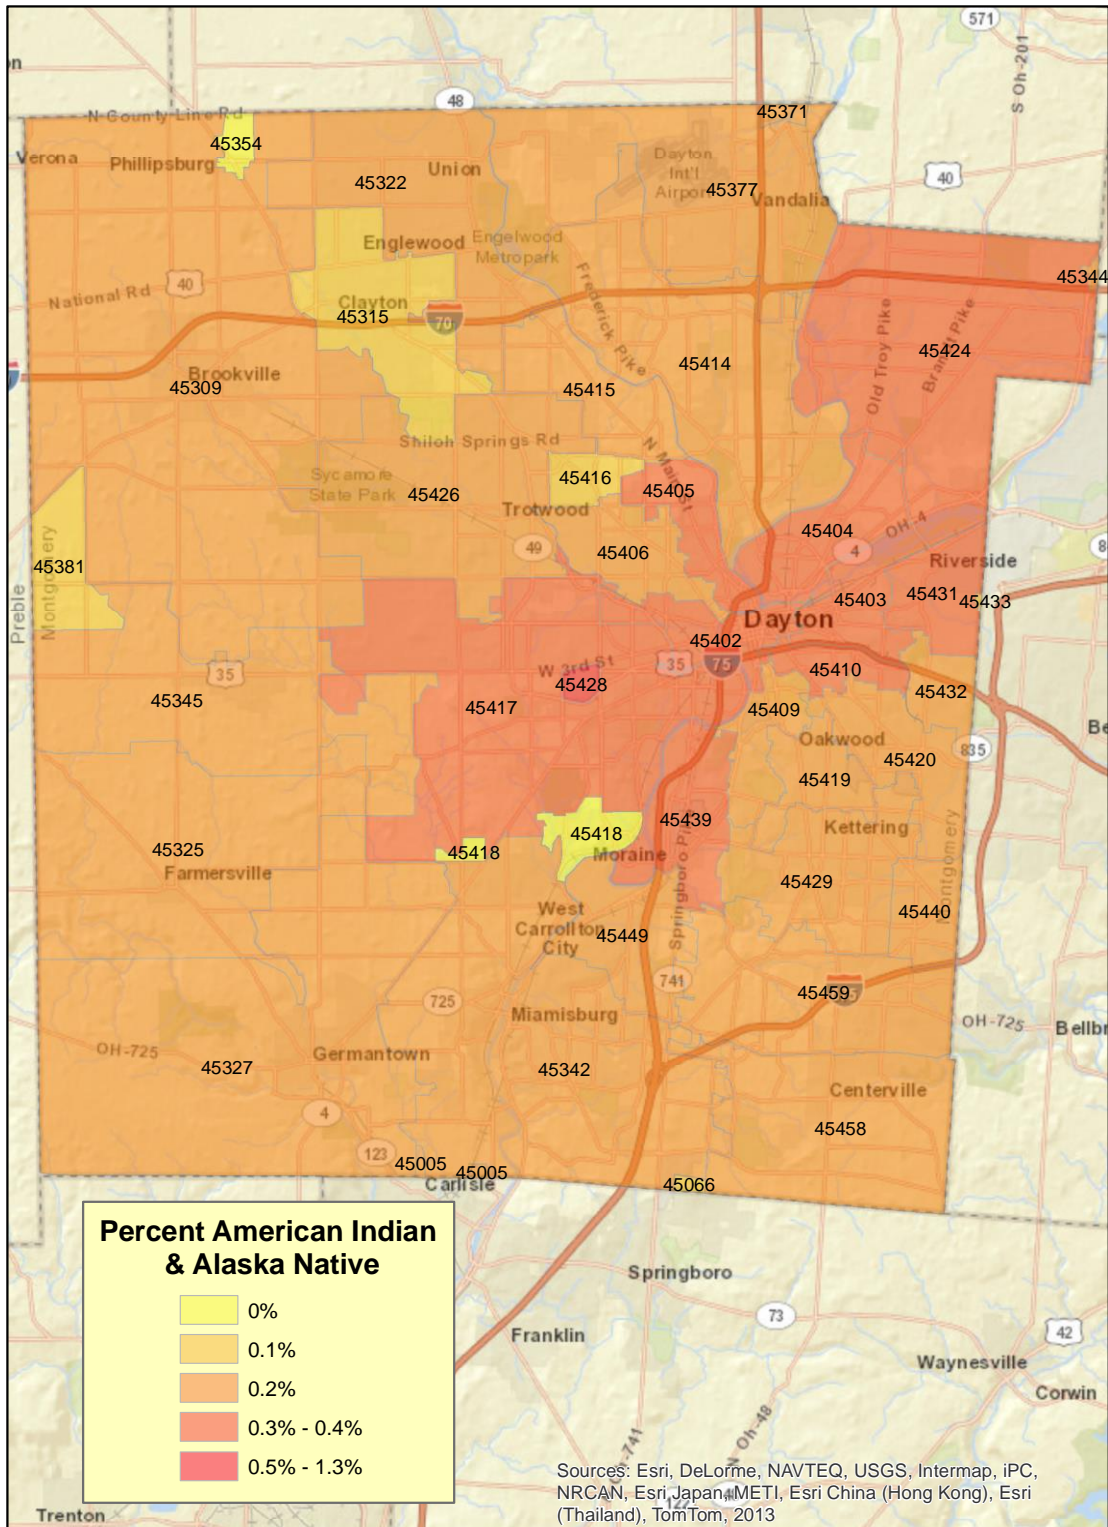 571
S Oh-201
on
48
N County Line Rd
45371
45354
Verona
Phillipsburg
Union
45322
Dayton
Int'l
Airport
40
45377
Vandalia
Englewood
Engelwood
Metropark
45344
National Rd
40
Clayton
45315
70
Frederick Pike
Old Troy Pike
Brandt Pike
45424
45414
Brookville
45309
45415
Shiloh Springs Rd
N Main St
Sycamore
State Park
45426
45416
45405
Trotwood
45404
OH-4
4
49
45406
Riverside
45381
Preble
Montgomery
45403
45431
45433
Dayton
45402
W 3rd St
35
75
45410
35
45428
45432
45345
45417
45409
Oakwood
835
Be
45420
45419
45418
45439
Kettering
Montgomery
45325
45418
Moraine
Farmersville
45429
Springboro Pike
West
Carrollton
City
45449
45440
741
45459
725
Miamisburg
OH-725
Bellbr
OH-725
Germantown
45327
45342
Centerville
4
45458
123
45005
45005
Carlisle
45066
Percent American Indian
& Alaska Native
0%
0.1%
0.2%
0.3% - 0.4%
0.5% - 1.3%
Springboro
73
Franklin
42
Waynesville
Corwin
N Oh-48
Trenton
Sources: Esri, DeLorme, NAVTEQ, USGS, Intermap, iPC,
NRCAN, Esri Japan, METI, Esri China (Hong Kong), Esri
(Thailand), TomTom, 2013